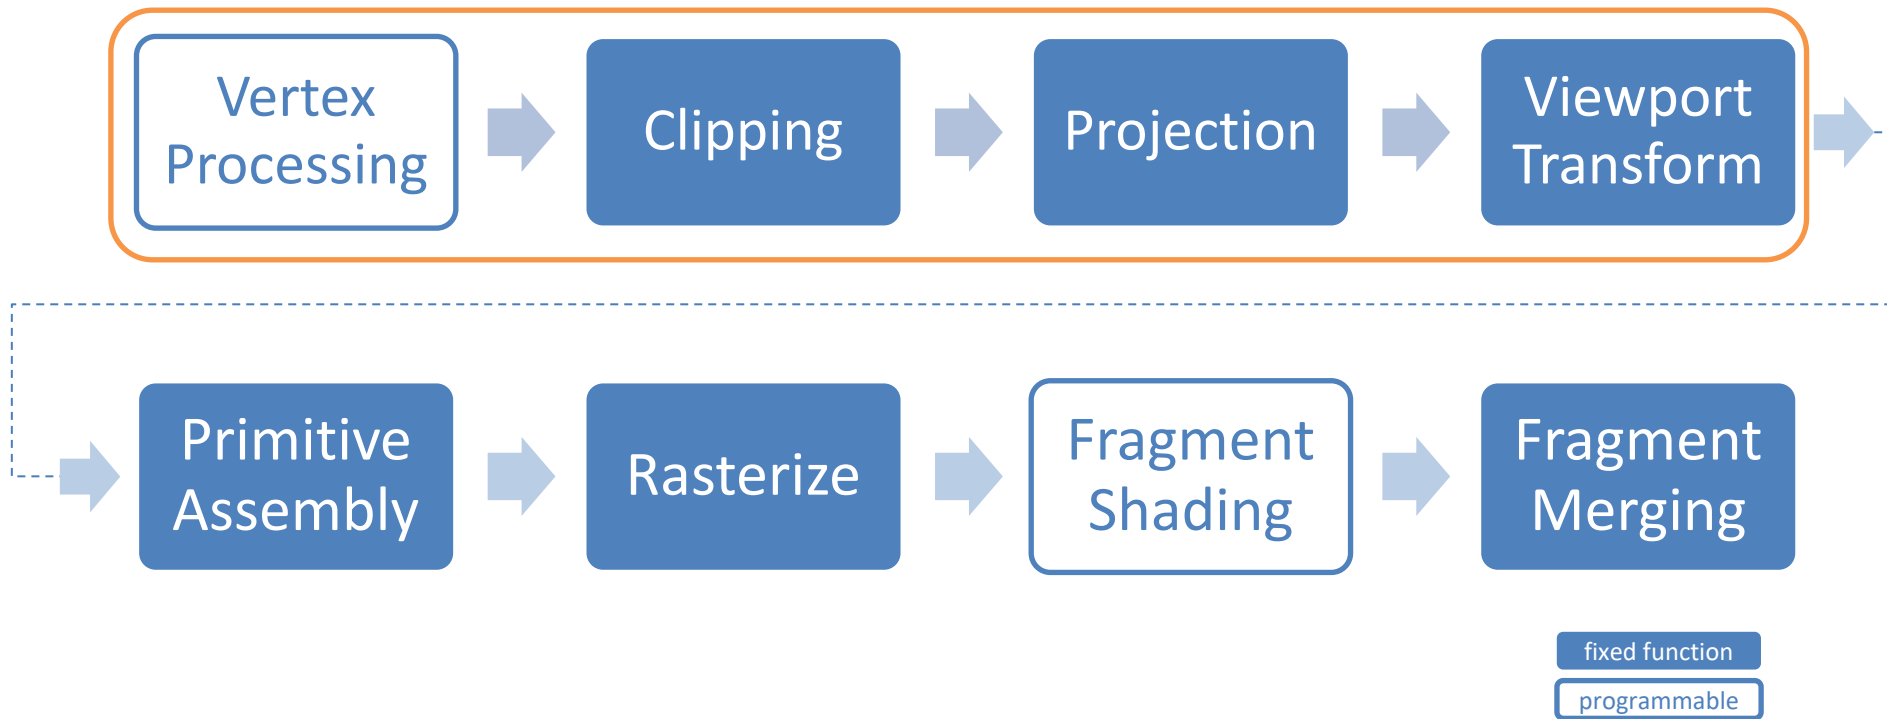 Vertex
Processing
Clipping
Projection
Viewport
Transform
Primitive
Assembly
Rasterize
Fragment
Shading
Fragment
Merging
fixed function
programmable